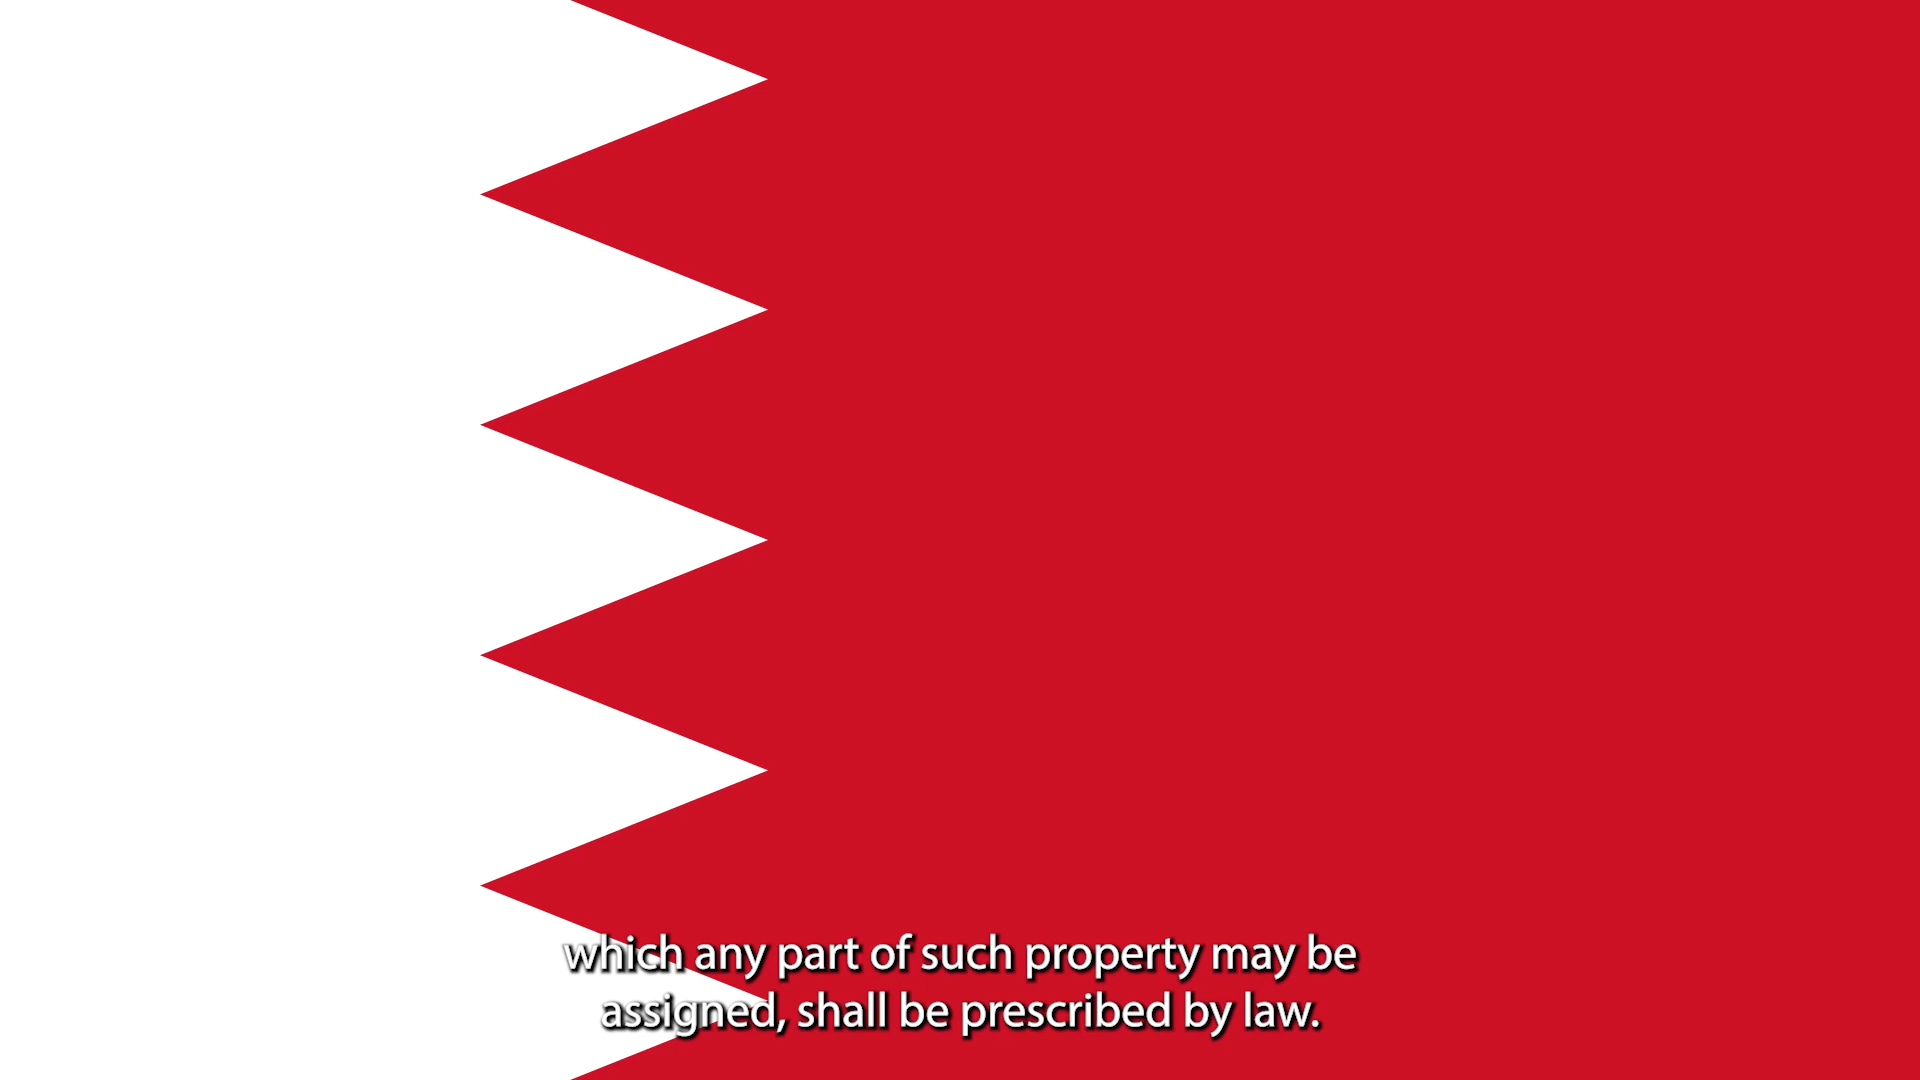 which any part of such property may be
assigned, shall be prescribed by law.